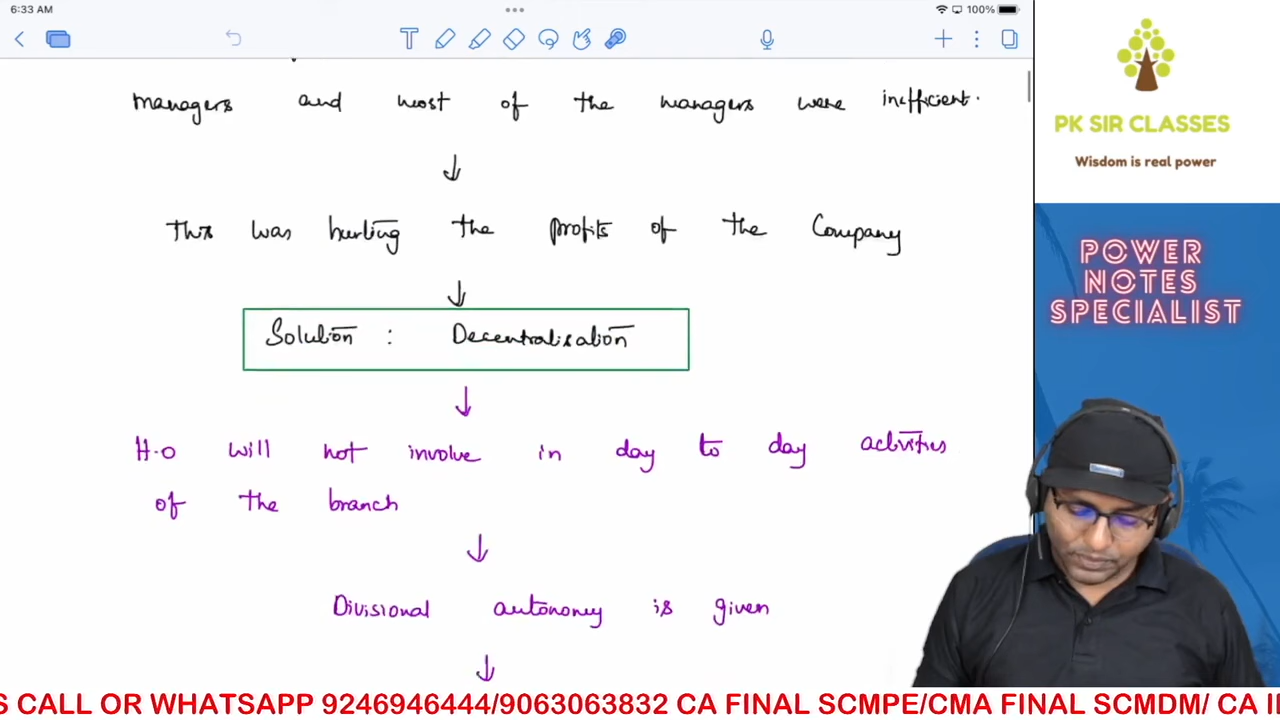 6:33 AM
100%
T
managers and most of the managers were inefficient.
This was hurting the profits of the Company
Solution : Decentralisation
H.O will not involve in day to day activities
of the branch
Divisional autonomy is given
PK SIR CLASSES
Wisdom is real power
POWER
NOTES
SPECIALIST
S CALL OR WHATSAPP 9246946444/9063063832 CA FINAL SCMPE/CMA FINAL SCMDM/ CA I